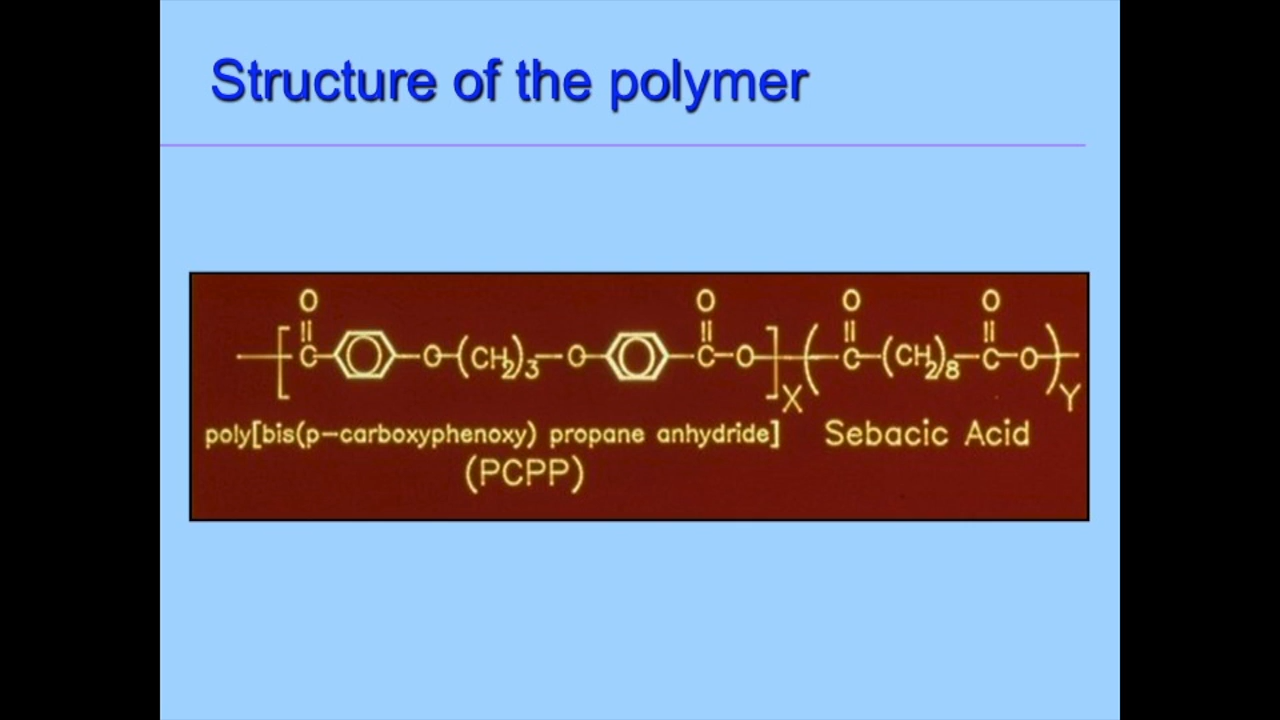 Structure of the polymer
O O O O
[ C O (CH2)3 O C O ]X ( C (CH2)8 C O )Y
poly[bis(p-carboxyphenoxy) propane anhydride] Sebacic Acid
(PCPP)